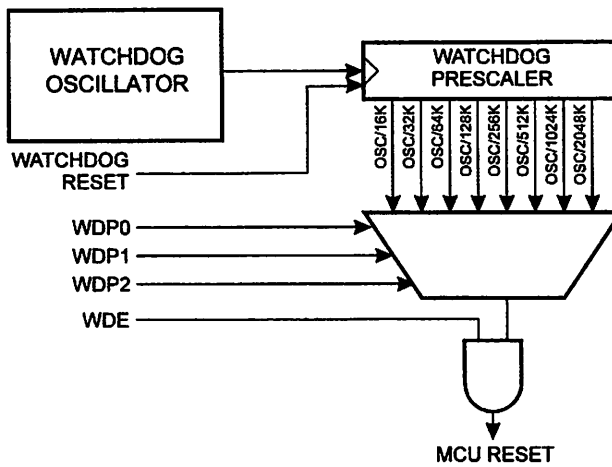 WATCHDOG
OSCILLATOR
WATCHDOG
PRESCALER
WATCHDOG
RESET
OSC/16K
OSC/32K
OSC/64K
OSC/128K
OSC/256K
OSC/512K
OSC/1024K
OSC/2048K
WDP0
WDP1
WDP2
WDE
MCU RESET